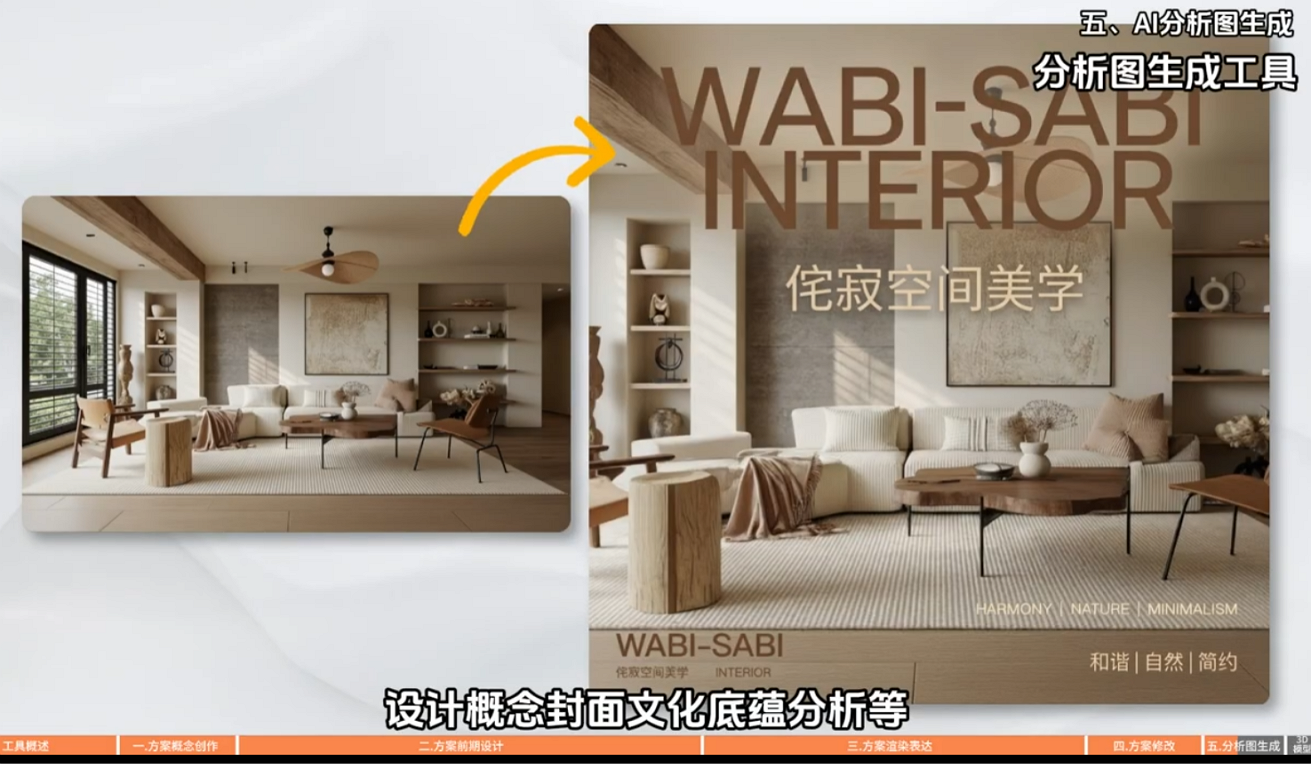 五、AI分析图生成
分析图生成工具
WABI-SABI
INTERIOR
侘寂空间美学
HARMONY | NATURE | MINIMALISM
WABI-SABI
侘寂空间美学 INTERIOR
和谐 | 自然 | 简约
设计概念封面文化底蕴分析等
工具概述
一.方案概念创作
二.方案前期设计
三.方案渲染表达
四.方案修改
五.分析图生成
3D
模型